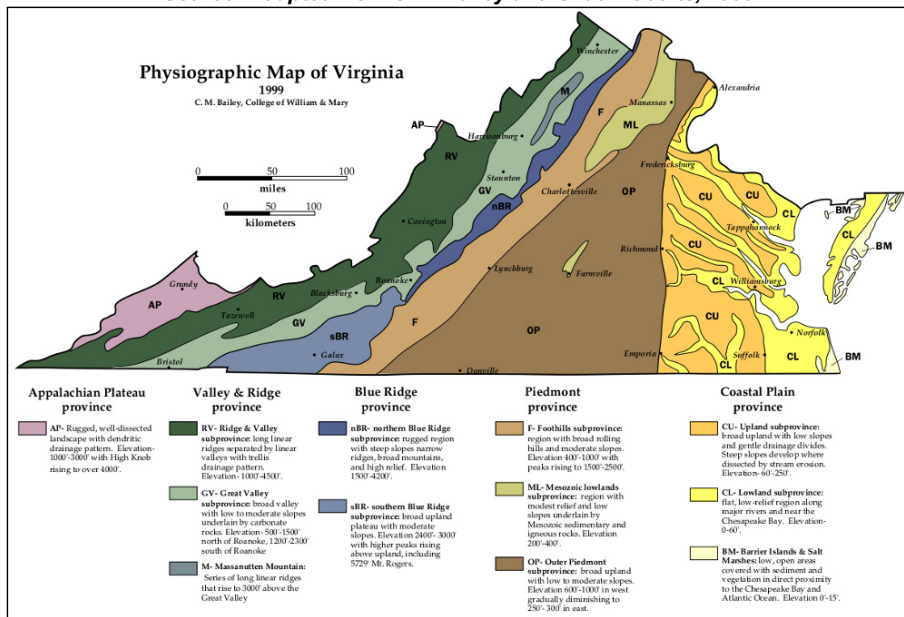 Physiographic Map of Virginia
1999
C. M. Bailey, College of William & Mary
0 50 100
miles
0 50 100
kilometers
Winchester
Alexandria
M
Manassas
F
ML
AP
Harrisonburg
RV
Fredericksburg
Staunton
GV
nBR
Charlottesville
OP
CU
CU
CL
BM
Tappahannock
CL
BM
Covington
Richmond
CU
Grundy
Roanoke
Lynchburg
Farmville
CL
Williamsburg
AP
RV
Blacksburg
Tazewell
GV
sBR
F
OP
CU
Norfolk
Bristol
Galax
Danville
Emporia
CL
Suffolk
CL
BM
Appalachian Plateau
province
AP- Rugged, well-dissected
landscape with dendritic
drainage pattern. Elevation-
1000'-3000' with High Knob
rising to over 4000'.
Valley & Ridge
province
RV- Ridge & Valley
subprovince: long linear
ridges separated by linear
valleys with trellis
drainage pattern.
Elevation- 1000'-4500'.
GV- Great Valley
subprovince: broad valley
with low to moderate slopes
underlain by carbonate
rocks. Elevation- 500'-1500'
north of Roanoke, 1200'-2300'
south of Roanoke
M- Massanutten Mountain:
Series of long linear ridges
that rise to 3000' above the
Great Valley
Blue Ridge
province
nBR- northern Blue Ridge
subprovince: rugged region
with steep slopes narrow
ridges, broad mountains,
and high relief. Elevation
1500'-4200'.
sBR- southern Blue Ridge
subprovince: broad upland
plateau with moderate
slopes. Elevation 2400'- 3000'
with higher peaks rising
above upland, including
5729' Mt. Rogers.
Piedmont
province
F- Foothills subprovince:
region with broad rolling
hills and moderate slopes.
Elevation 400'-1000' with
peaks rising to 1500'-2500'.
ML- Mesozoic lowlands
subprovince: region with
modest relief and low
slopes underlain by
Mesozoic sedimentary and
igneous rocks. Elevation
200'-400'.
OP- Outer Piedmont
subprovince: broad upland
with low to moderate slopes.
Elevation 600'-1000' in west
gradually diminishing to
250'- 300' in east.
Coastal Plain
province
CU- Upland subprovince:
broad upland with low slopes
and gentle drainage divides.
Steep slopes develop where
dissected by stream erosion.
Elevation- 60'-250'.
CL- Lowland subprovince:
flat, low-relief region along
major rivers and near the
Chesapeake Bay. Elevation-
0-60'.
BM- Barrier Islands & Salt
Marshes: low, open areas
covered with sediment and
vegetation in direct proximity
to the Chesapeake Bay and
Atlantic Ocean. Elevation 0'-15'.